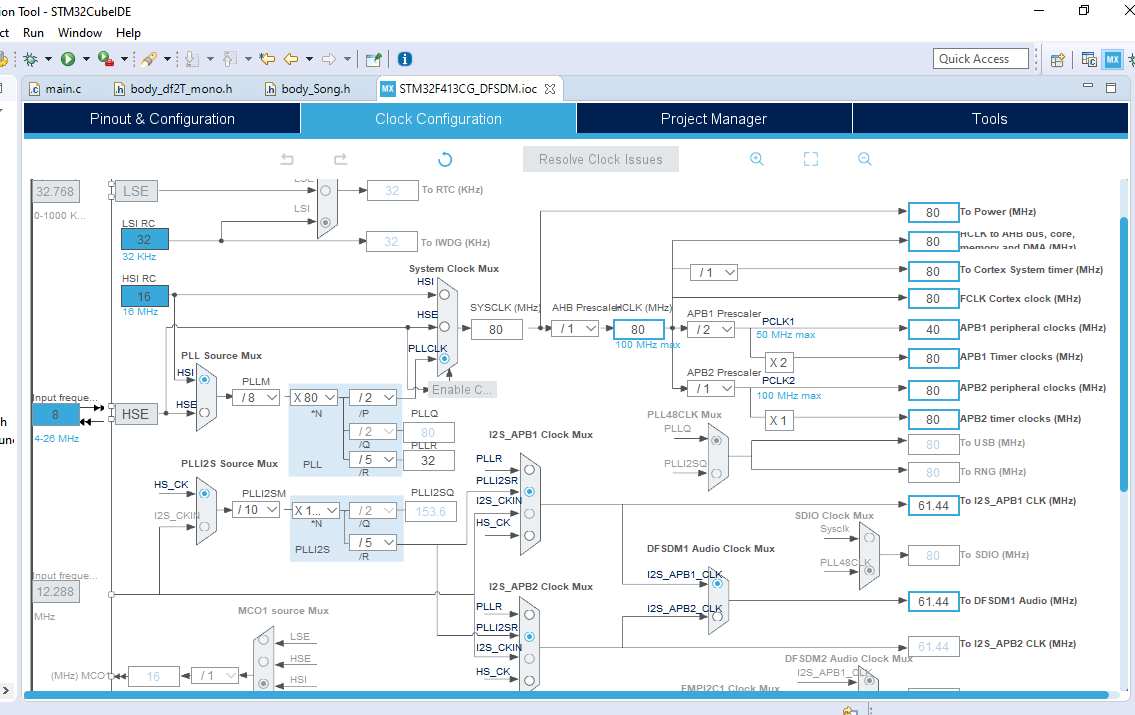 ion Tool - STM32CubeIDE
ct Run Window Help
Quick Access
MX
main.c
body_df2T_mono.h
body_Song.h
MX STM32F413CG_DFSDM.ioc
Pinout & Configuration
Clock Configuration
Project Manager
Tools
Resolve Clock Issues
32.768
LSE
LSE
32
To RTC (KHz)
0-1000 K...
LSI
LSI RC
32
32 KHz
32
To IWDG (KHz)
80
To Power (MHz)
80
HCLK to AHB bus, core,
memory and DMA (MHz)
HSI RC
16
16 MHz
System Clock Mux
HSI
HSE
PLLCLK
Enable C...
SYSCLK (MHz)
80
AHB Prescaler
/ 1
HCLK (MHz)
80
100 MHz max
/ 1
80
To Cortex System timer (MHz)
80
FCLK Cortex clock (MHz)
APB1 Prescaler
/ 2
PCLK1
50 MHz max
40
APB1 peripheral clocks (MHz)
X 2
80
APB1 Timer clocks (MHz)
APB2 Prescaler
/ 1
PCLK2
100 MHz max
80
APB2 peripheral clocks (MHz)
X 1
80
APB2 timer clocks (MHz)
PLL Source Mux
HSI
HSE
PLLM
/ 8
X 80
*N
/ 2
/P
/ 2
/Q
/ 5
/R
PLL
PLLQ
80
PLLR
32
Input freque...
8
4-26 MHz
HSE
PLL48CLK Mux
PLLQ
PLLI2SQ
80
To USB (MHz)
80
To RNG (MHz)
PLLI2S Source Mux
HS_CK
I2S_CKIN
PLLI2SM
/ 10
X 1...
*N
/ 2
/Q
/ 5
/R
PLLI2S
PLLI2SQ
153.6
I2S_APB1 Clock Mux
PLLR
PLLI2SR
I2S_CKIN
HS_CK
61.44
To I2S_APB1 CLK (MHz)
SDIO Clock Mux
Sysclk
PLL48CLK
80
To SDIO (MHz)
DFSDM1 Audio Clock Mux
I2S_APB1_CLK
I2S_APB2_CLK
61.44
To DFSDM1 Audio (MHz)
Input freque...
12.288
MHz
I2S_APB2 Clock Mux
PLLR
PLLI2SR
I2S_CKIN
HS_CK
61.44
To I2S_APB2 CLK (MHz)
MCO1 source Mux
LSE
HSE
HSI
(MHz) MCO1
16
/ 1
DFSDM2 Audio Clock Mux
I2S_APB1_CLK
FMPI2C1 Clock Mux